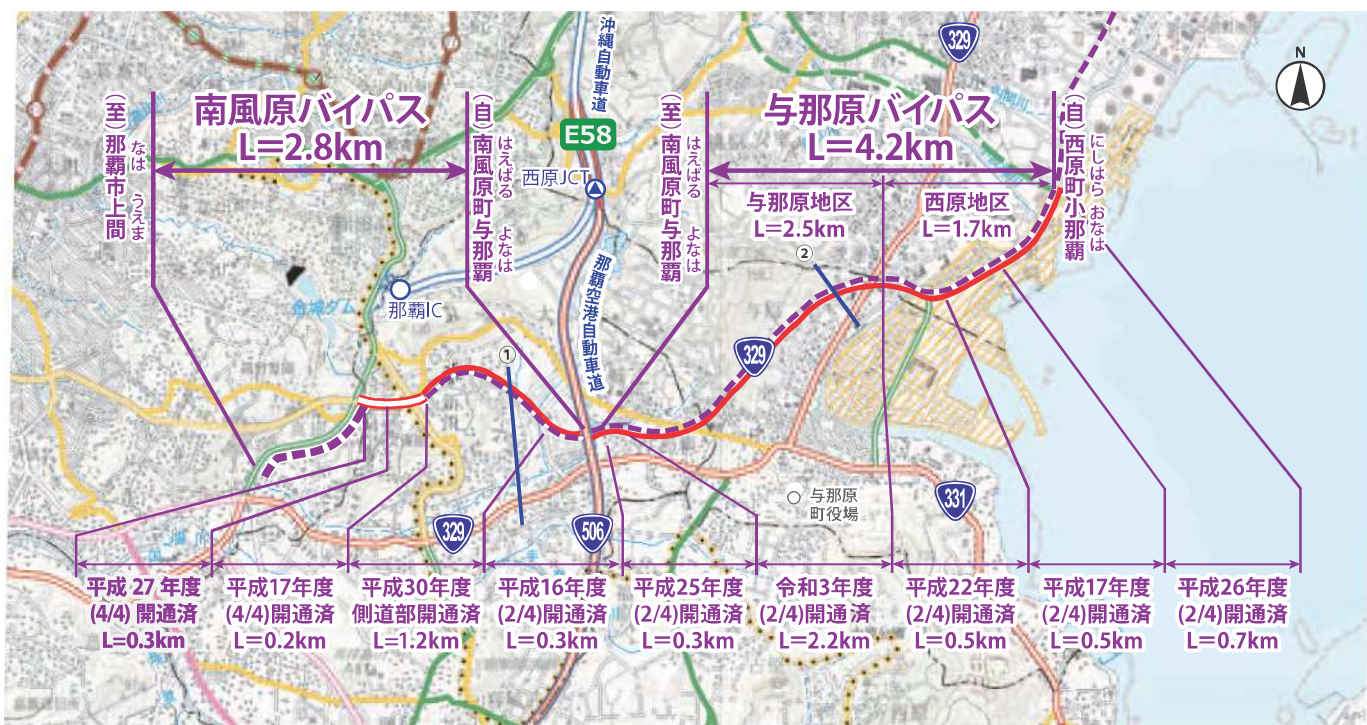 沖縄自動車道
329
N
南風原バイパス
L=2.8km
(至)那覇市上間
なは うえま
(自)南風原町与那覇
はえばる よなは
E58
西原JCT
(至)南風原町与那覇
はえばる よなは
与那原バイパス
L=4.2km
与那原地区
L=2.5km
西原地区
L=1.7km
(自)西原町小那覇
にしはら おなは
②
那覇空港自動車道
那覇IC
金城ダム
①
329
与那原
町役場
329
506
331
平成27年度
(4/4)開通済
L=0.3km
平成17年度
(4/4)開通済
L=0.2km
平成30年度
側道部開通済
L=1.2km
平成16年度
(2/4)開通済
L=0.3km
平成25年度
(2/4)開通済
L=0.3km
令和3年度
(2/4)開通済
L=2.2km
平成22年度
(2/4)開通済
L=0.5km
平成17年度
(2/4)開通済
L=0.5km
平成26年度
(2/4)開通済
L=0.7km